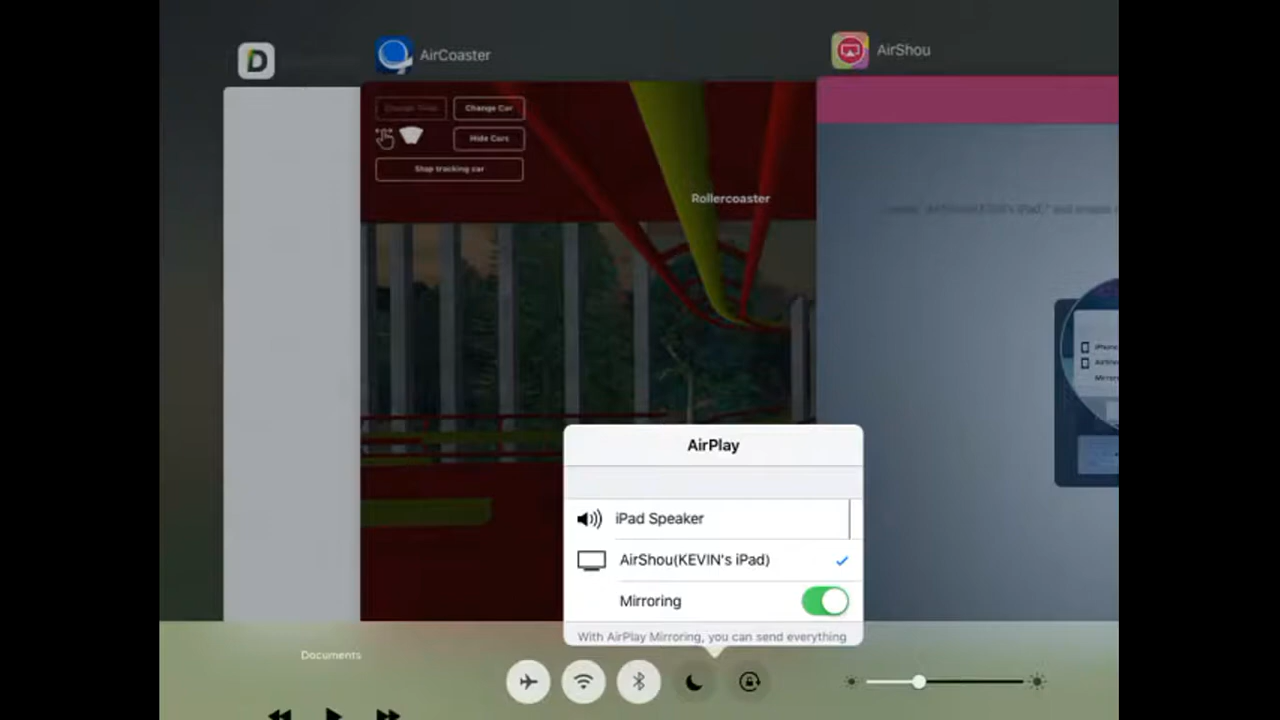 D
AirCoaster
AirShou
Change Car
Hide Cars
Stop tracking car
Rollercoaster
AirPlay
iPad Speaker
AirShou(KEVIN's iPad)
Mirroring
With AirPlay Mirroring, you can send everything
Documents